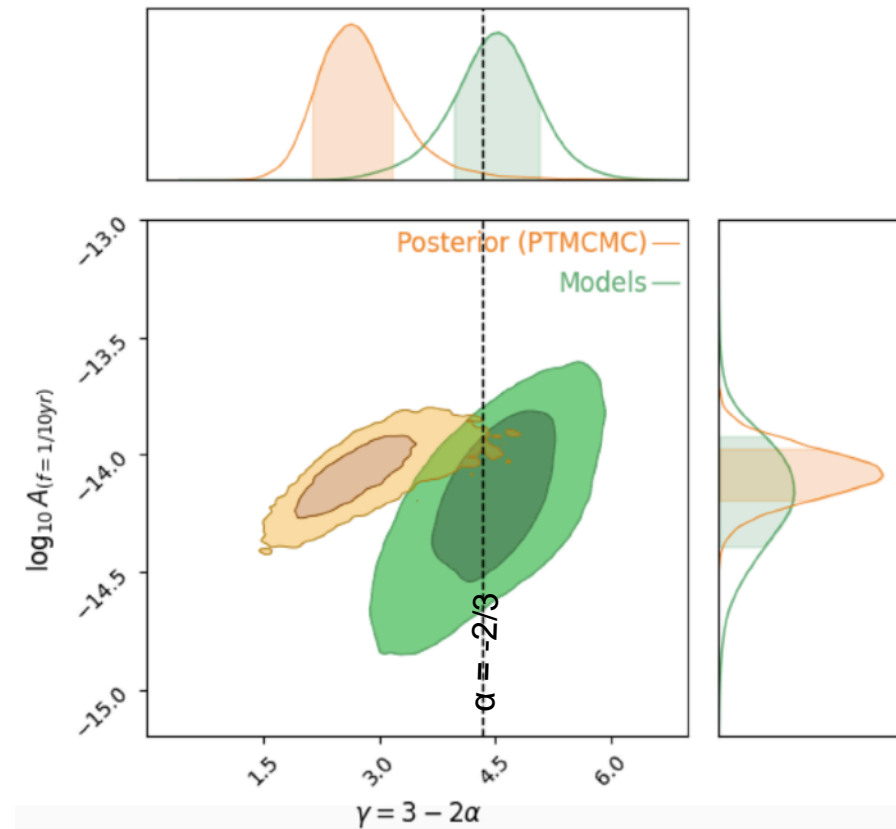 −13.0
−13.5
−14.0
−14.5
−15.0
log₁₀ A(f = 1/10yr)
Posterior (PTMCMC)
Models
α = -2/3
1.5
3.0
4.5
6.0
γ = 3 − 2α